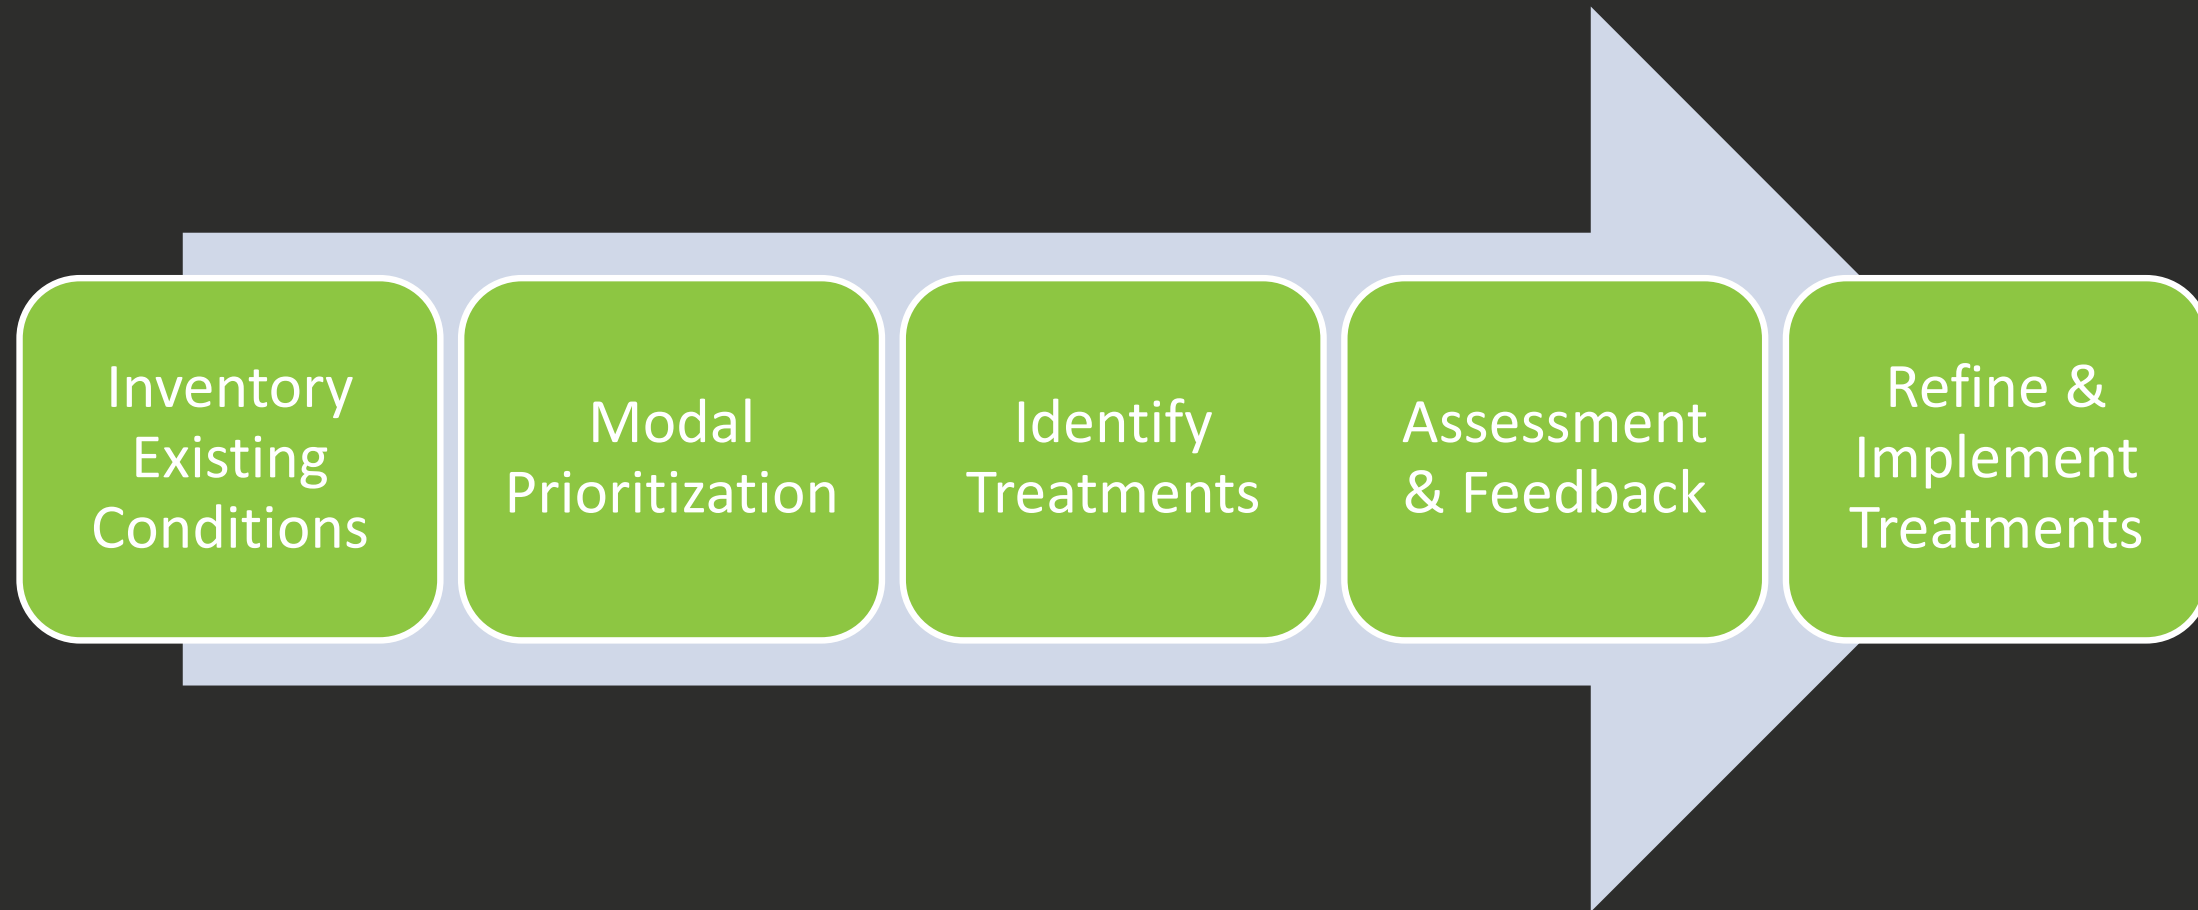 Inventory
Existing
Conditions
Modal
Prioritization
Identify
Treatments
Assessment
& Feedback
Refine &
Implement
Treatments